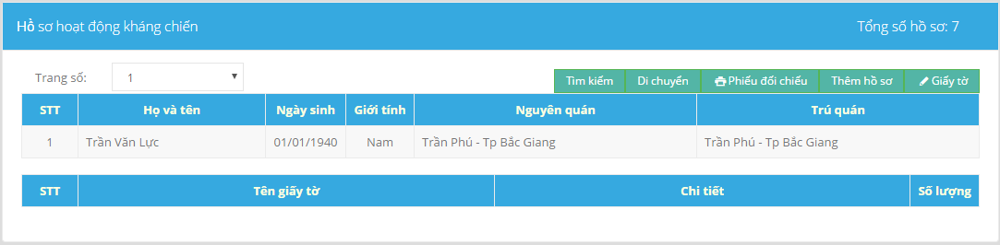 Hồ sơ hoạt động kháng chiến Tổng số hồ sơ: 7
Trang số: 1 Tìm kiếm Di chuyển Phiếu đối chiếu Thêm hồ sơ Giấy tờ
STT Họ và tên Ngày sinh Giới tính Nguyên quán Trú quán
1 Trần Văn Lực 01/01/1940 Nam Trần Phú - Tp Bắc Giang Trần Phú - Tp Bắc Giang
STT Tên giấy tờ Chi tiết Số lượng